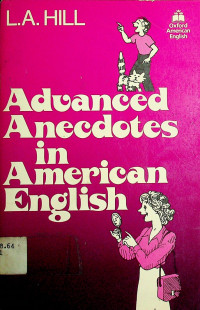 L.A. HILL
Oxford
American
English
Advanced
Anecdotes
in
American
English